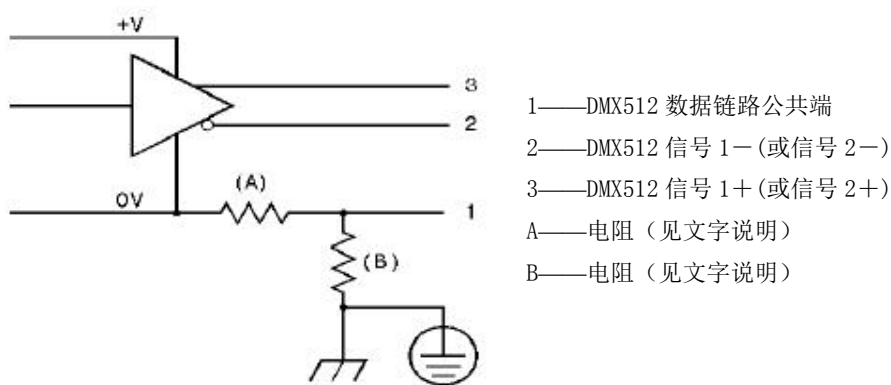 +V
3
2
(A)
0V
1
(B)
1——DMX512 数据链路公共端
2——DMX512 信号 1－(或信号 2－)
3——DMX512 信号 1＋(或信号 2＋)
A——电阻（见文字说明）
B——电阻（见文字说明）